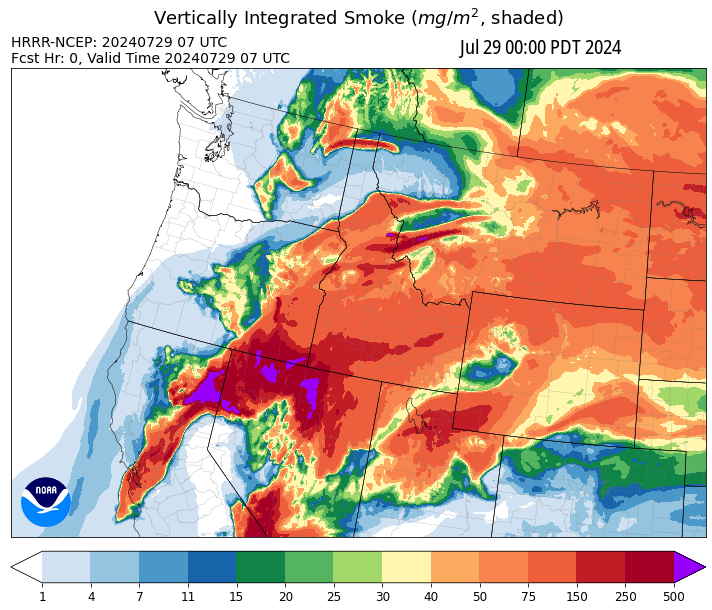 Vertically Integrated Smoke (mg/m², shaded)
HRRR-NCEP: 20240729 07 UTC
Jul 29 00:00 PDT 2024
Fcst Hr: 0, Valid Time 20240729 07 UTC
NOAA
1 4 7 11 15 20 25 30 40 50 75 150 250 500